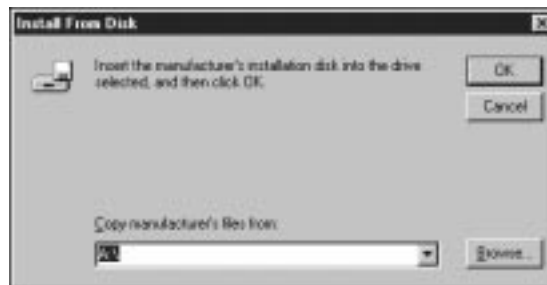 Install From Disk
Insert the manufacturer's installation disk into the drive
selected, and then click OK.
OK
Cancel
Copy manufacturer's files from:
A:\
Browse...